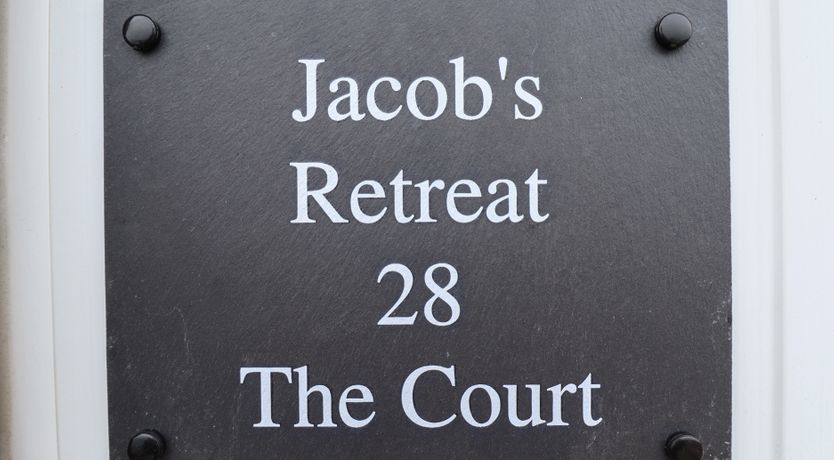 Jacob's
Retreat
28
The Court